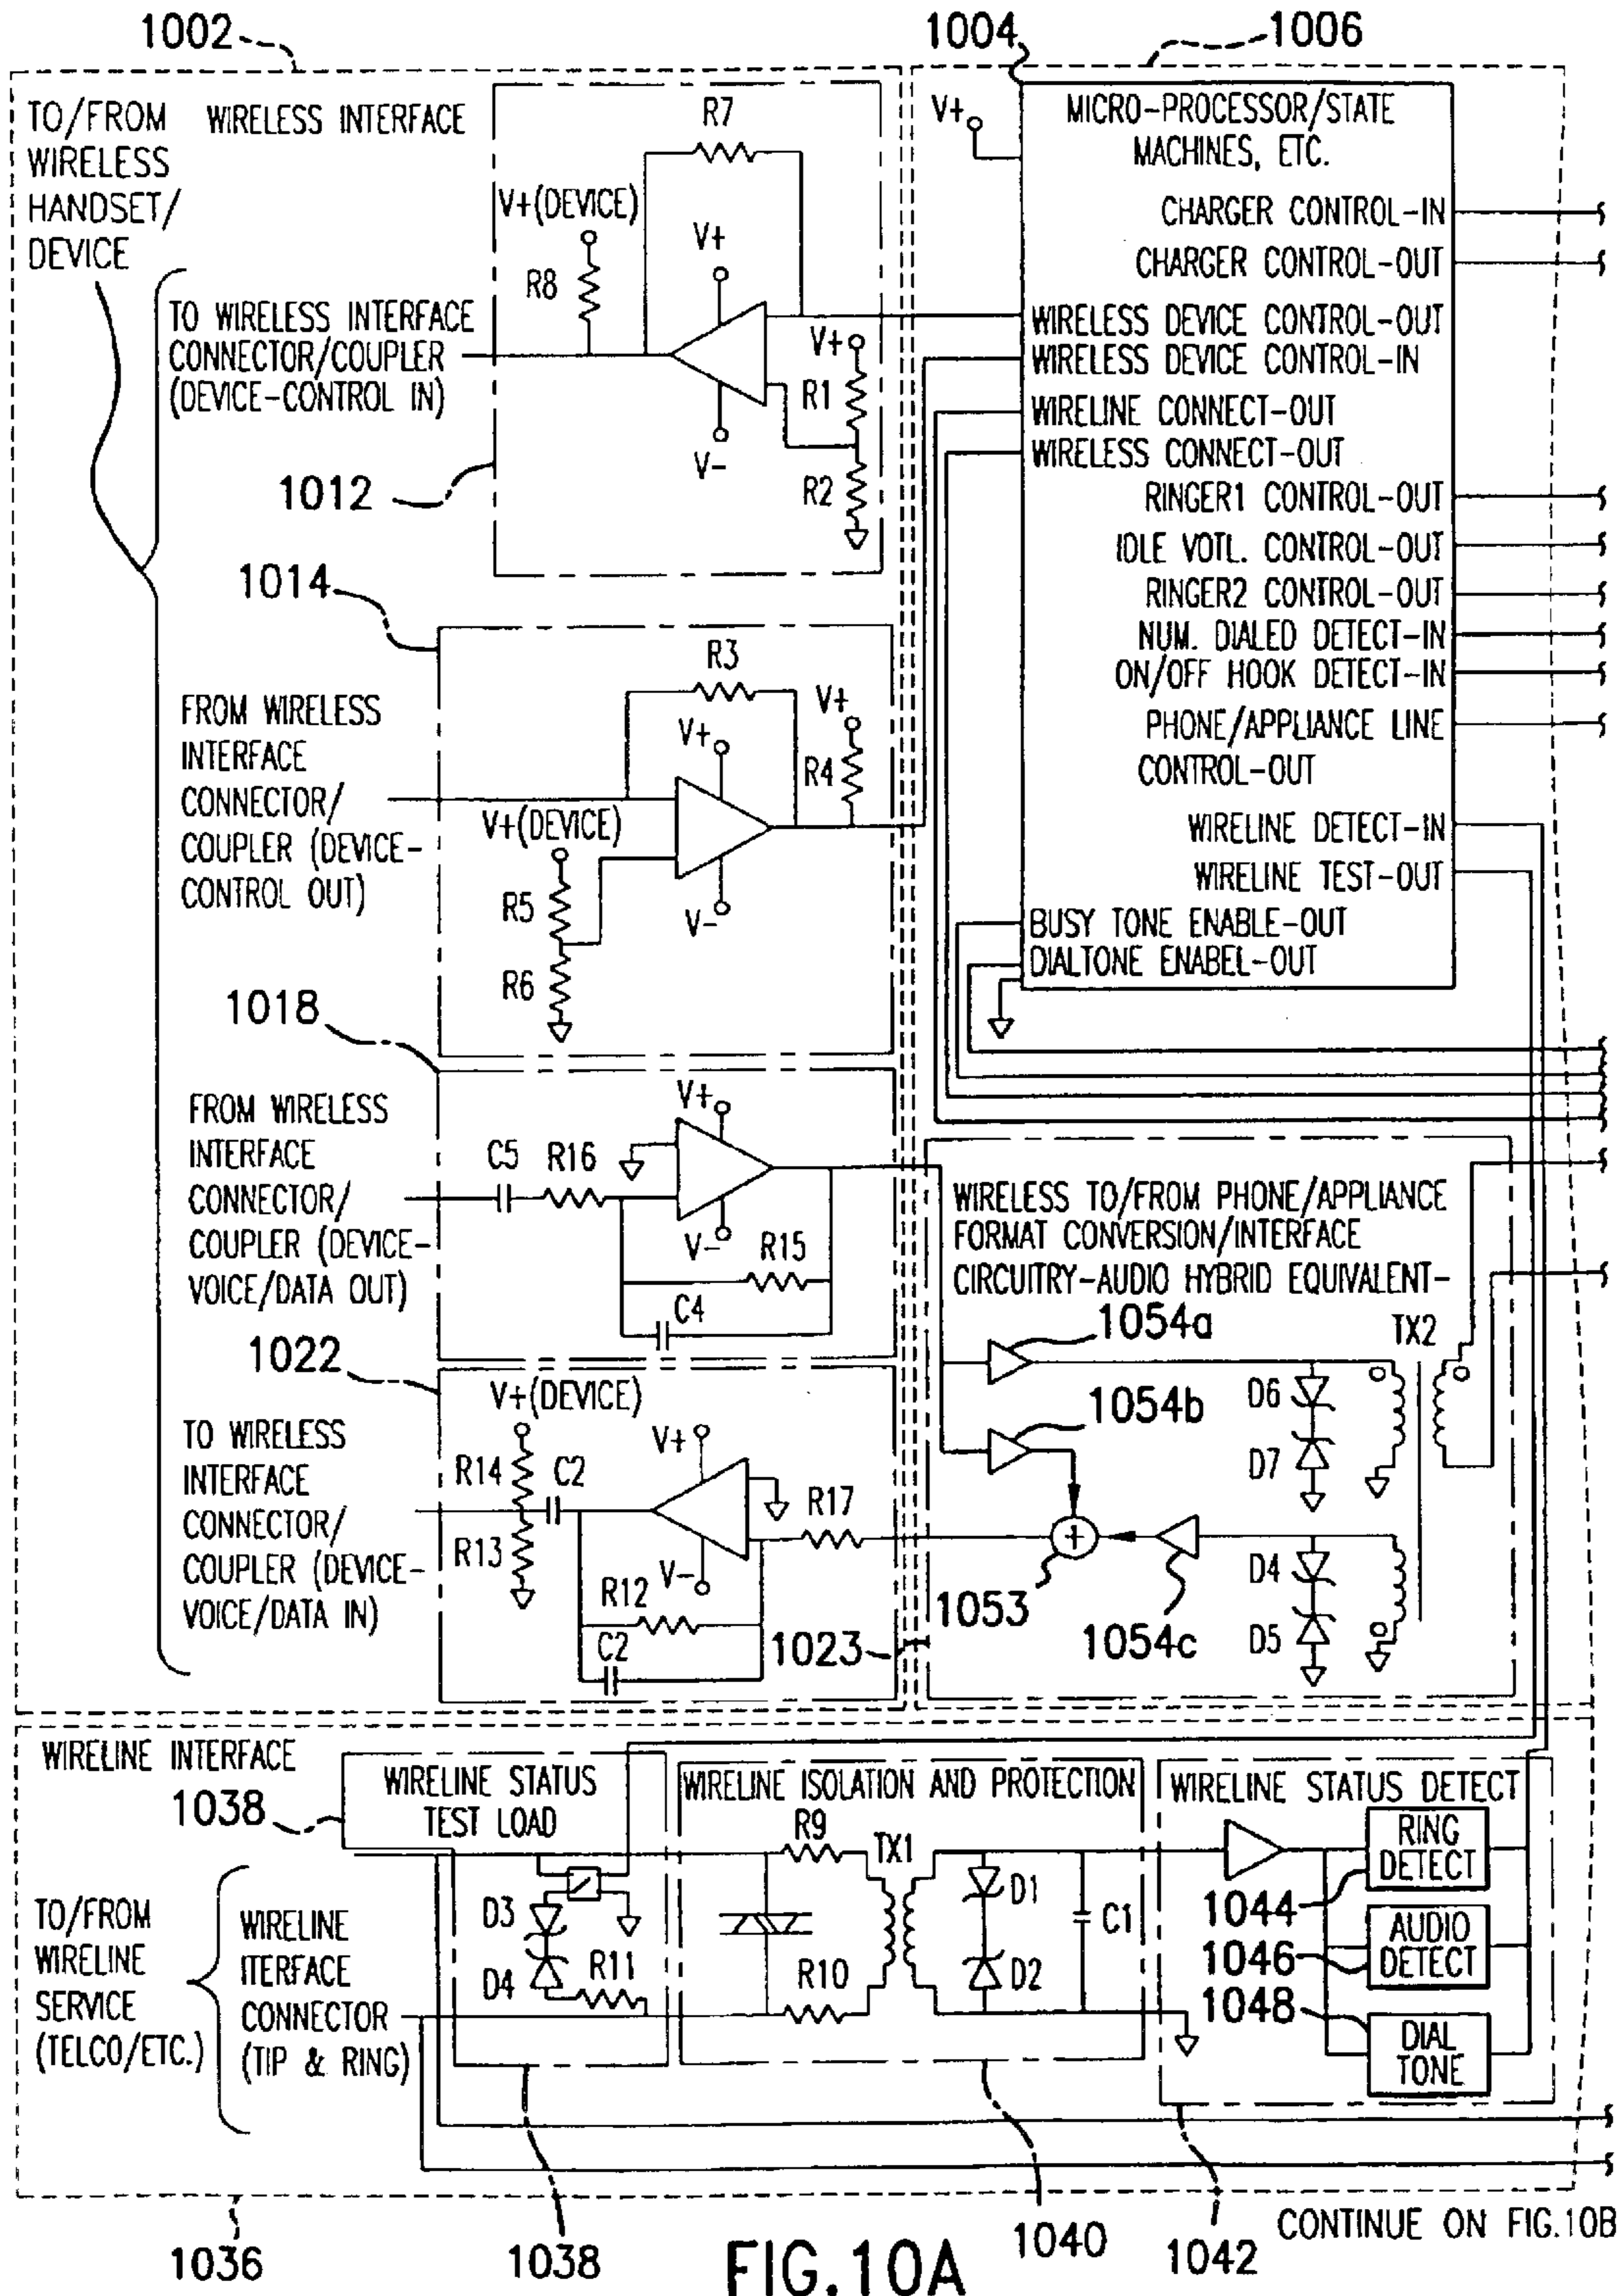 1002
1004
1006
TO/FROM
WIRELESS
HANDSET/
DEVICE
WIRELESS INTERFACE
R7
V+(DEVICE)
V+
R8
TO WIRELESS INTERFACE
CONNECTOR/COUPLER
(DEVICE-CONTROL IN)
V+
R1
V-
R2
1012
V+
MICRO-PROCESSOR/STATE
MACHINES, ETC.
CHARGER CONTROL-IN
CHARGER CONTROL-OUT
WIRELESS DEVICE CONTROL-OUT
WIRELESS DEVICE CONTROL-IN
WIRELINE CONNECT-OUT
WIRELESS CONNECT-OUT
RINGER1 CONTROL-OUT
IDLE VOTL. CONTROL-OUT
RINGER2 CONTROL-OUT
NUM. DIALED DETECT-IN
ON/OFF HOOK DETECT-IN
PHONE/APPLIANCE LINE
CONTROL-OUT
WIRELINE DETECT-IN
WIRELINE TEST-OUT
BUSY TONE ENABLE-OUT
DIALTONE ENABEL-OUT
1014
R3
FROM WIRELESS
INTERFACE
CONNECTOR/
COUPLER (DEVICE-
CONTROL OUT)
V+
V+
R4
V+(DEVICE)
R5
V-
R6
1018
FROM WIRELESS
INTERFACE
CONNECTOR/
COUPLER (DEVICE-
VOICE/DATA OUT)
V+
C5
R16
V-
R15
C4
WIRELESS TO/FROM PHONE/APPLIANCE
FORMAT CONVERSION/INTERFACE
CIRCUITRY-AUDIO HYBRID EQUIVALENT-
1054a
TX2
D6
1054b
D7
1053
1054c
D4
D5
1022
V+(DEVICE)
TO WIRELESS
INTERFACE
CONNECTOR/
COUPLER (DEVICE-
VOICE/DATA IN)
V+
R14
C2
R17
R13
V-
R12
C2
1023
WIRELINE INTERFACE
1038
WIRELINE STATUS
TEST LOAD
WIRELINE ISOLATION AND PROTECTION
WIRELINE STATUS DETECT
R9
TX1
RING
DETECT
D3
D1
C1
1044
TO/FROM
WIRELINE
SERVICE
(TELCO/ETC.)
WIRELINE
ITERFACE
CONNECTOR
(TIP & RING)
AUDIO
DETECT
D4
R11
R10
D2
1046
1048
DIAL
TONE
1036
1038
1040
1042
CONTINUE ON FIG.10B
FIG.10A